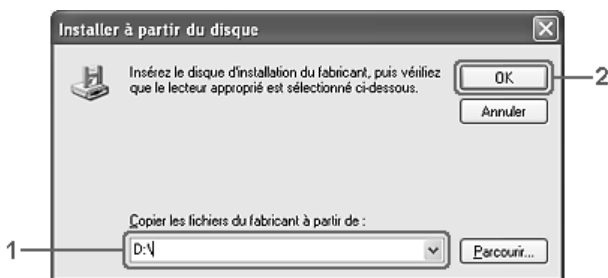 Installer à partir du disque
Insérez le disque d'installation du fabricant, puis vérifiez
que le lecteur approprié est sélectionné ci-dessous.
OK
2
Annuler
Copier les fichiers du fabricant à partir de :
1
D:\
Parcourir...